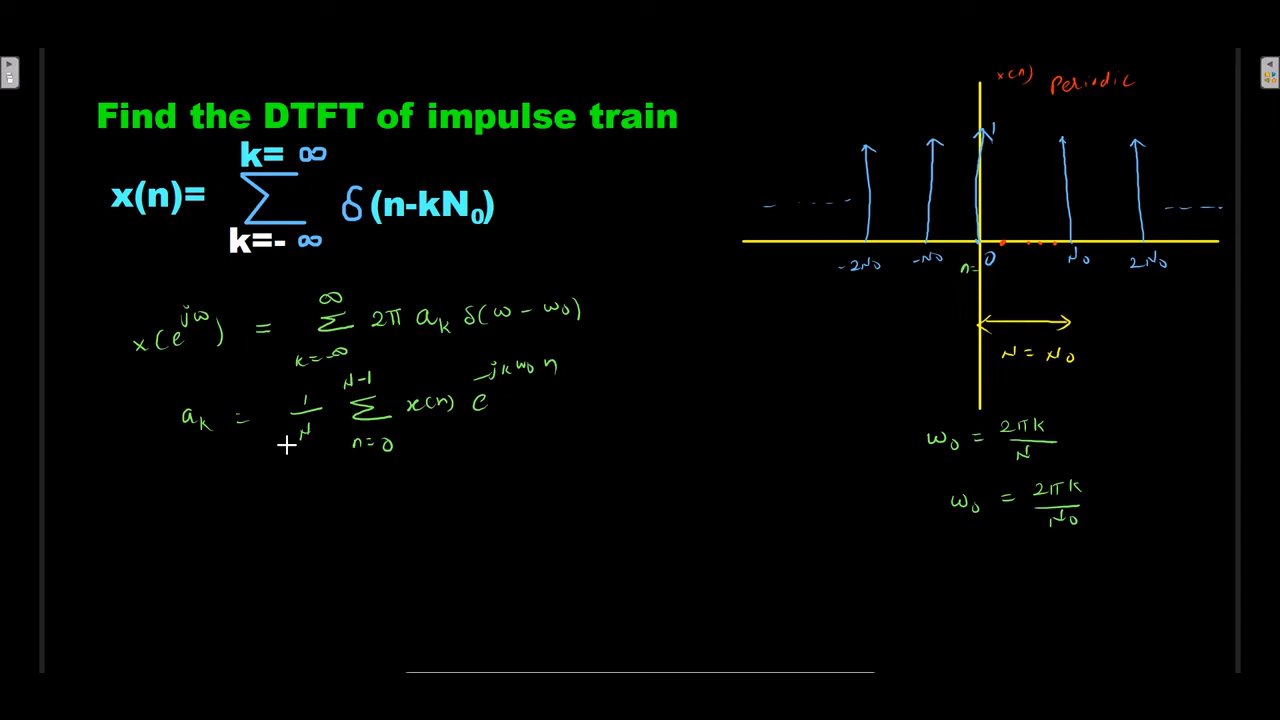 Find the DTFT of impulse train
k= ∞
x(n)= ∑ δ(n-kN₀)
k=- ∞
x(e^jω) = ∑ 2π aₖ δ(ω - ω₀)
∞
k=-∞
aₖ = 1/N ∑ x(n) e^-jkω₀n
N-1
n=0
x(n) Periodic
1
-2N₀ -N₀ n= 0 N₀ 2N₀
N = N₀
ω₀ = 2πk/N
ω₀ = 2πk/N₀